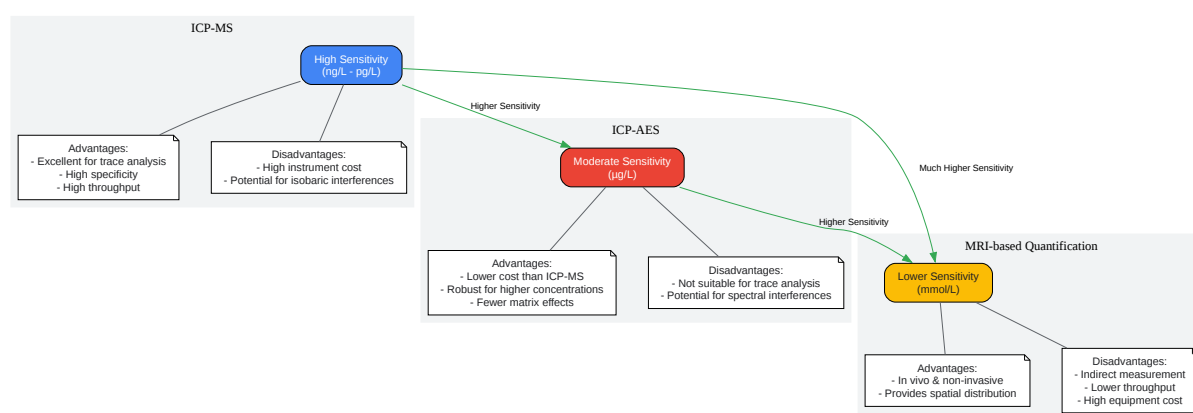 ICP-MS
High Sensitivity
(ng/L - pg/L)
Advantages:
- Excellent for trace analysis
- High specificity
- High throughput
Disadvantages:
- High instrument cost
- Potential for isobaric interferences
Higher Sensitivity
ICP-AES
Moderate Sensitivity
(µg/L)
Advantages:
- Lower cost than ICP-MS
- Robust for higher concentrations
- Fewer matrix effects
Disadvantages:
- Not suitable for trace analysis
- Potential for spectral interferences
Much Higher Sensitivity
Higher Sensitivity
MRI-based Quantification
Lower Sensitivity
(mmol/L)
Advantages:
- In vivo & non-invasive
- Provides spatial distribution
Disadvantages:
- Indirect measurement
- Lower throughput
- High equipment cost